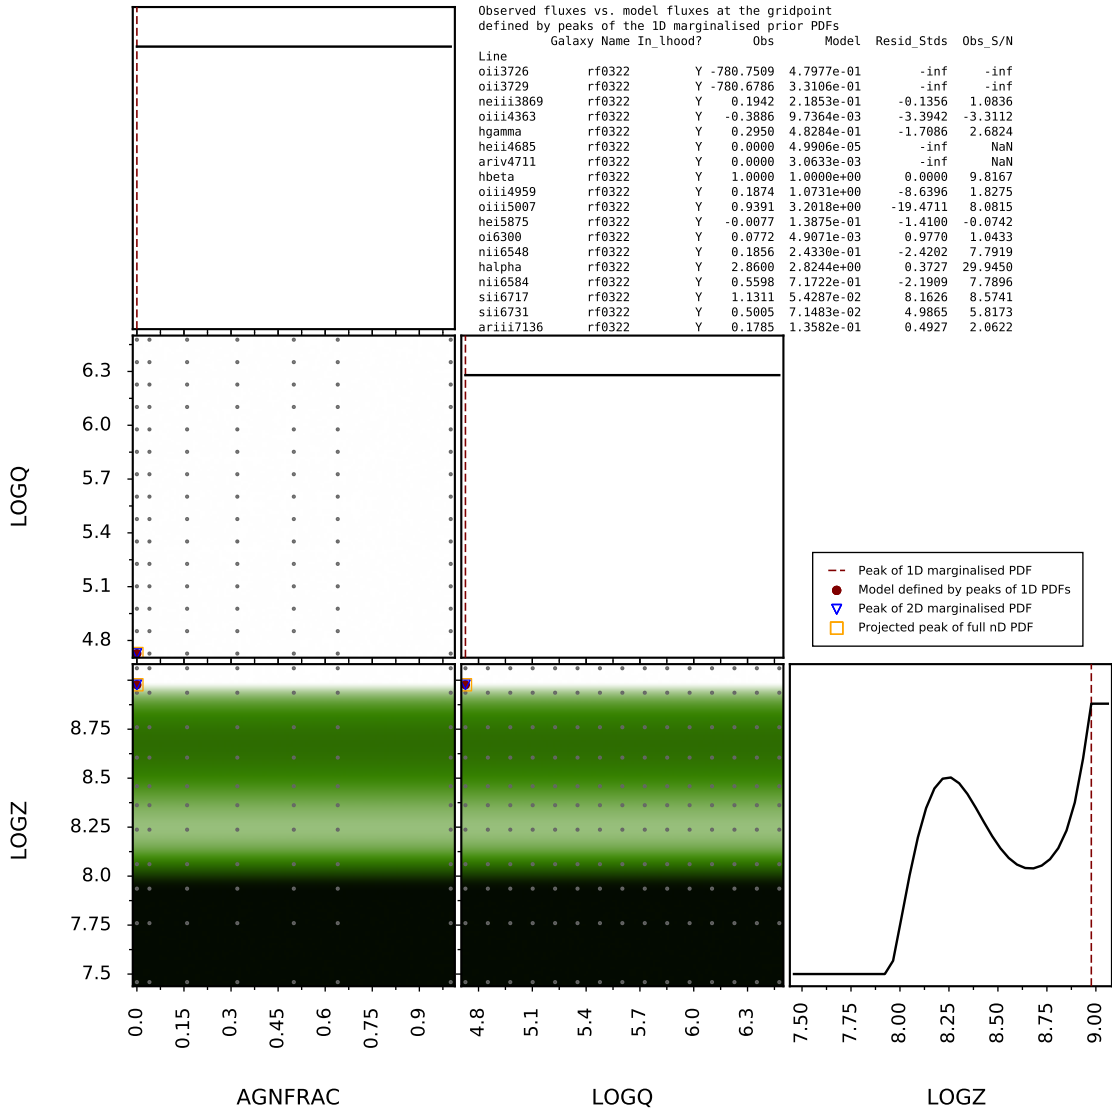 Observed fluxes vs. model fluxes at the gridpoint
defined by peaks of the 1D marginalised prior PDFs
Galaxy Name In_lhood? Obs Model Resid_Stds Obs_S/N
Line
oii3726 rf0322 Y -780.7509 4.7977e-01 -inf -inf
oii3729 rf0322 Y -780.6786 3.3106e-01 -inf -inf
neiii3869 rf0322 Y 0.1942 2.1853e-01 -0.1356 1.0836
oiii4363 rf0322 Y -0.3886 9.7364e-03 -3.3942 -3.3112
hgamma rf0322 Y 0.2950 4.8284e-01 -1.7086 2.6824
heii4685 rf0322 Y 0.0000 4.9906e-05 -inf NaN
ariv4711 rf0322 Y 0.0000 3.0633e-03 -inf NaN
hbeta rf0322 Y 1.0000 1.0000e+00 0.0000 9.8167
oiii4959 rf0322 Y 0.1874 1.0731e+00 -8.6396 1.8275
oiii5007 rf0322 Y 0.9391 3.2018e+00 -19.4711 8.0815
hei5875 rf0322 Y -0.0077 1.3875e-01 -1.4100 -0.0742
oi6300 rf0322 Y 0.0772 4.9071e-03 0.9770 1.0433
nii6548 rf0322 Y 0.1856 2.4330e-01 -2.4202 7.7919
halpha rf0322 Y 2.8600 2.8244e+00 0.3727 29.9450
nii6584 rf0322 Y 0.5598 7.1722e-01 -2.1909 7.7896
sii6717 rf0322 Y 1.1311 5.4287e-02 8.1626 8.5741
sii6731 rf0322 Y 0.5005 7.1483e-02 4.9865 5.8173
ariii7136 rf0322 Y 0.1785 1.3582e-01 0.4927 2.0622
LOGQ
6.3
6.0
5.7
5.4
5.1
4.8
Peak of 1D marginalised PDF
Model defined by peaks of 1D PDFs
Peak of 2D marginalised PDF
Projected peak of full nD PDF
LOGZ
8.75
8.5
8.25
8.0
7.75
7.5
0.0 0.15 0.3 0.45 0.6 0.75 0.9
4.8 5.1 5.4 5.7 6.0 6.3
7.50 7.75 8.00 8.25 8.50 8.75 9.00
AGNFRAC LOGQ LOGZ